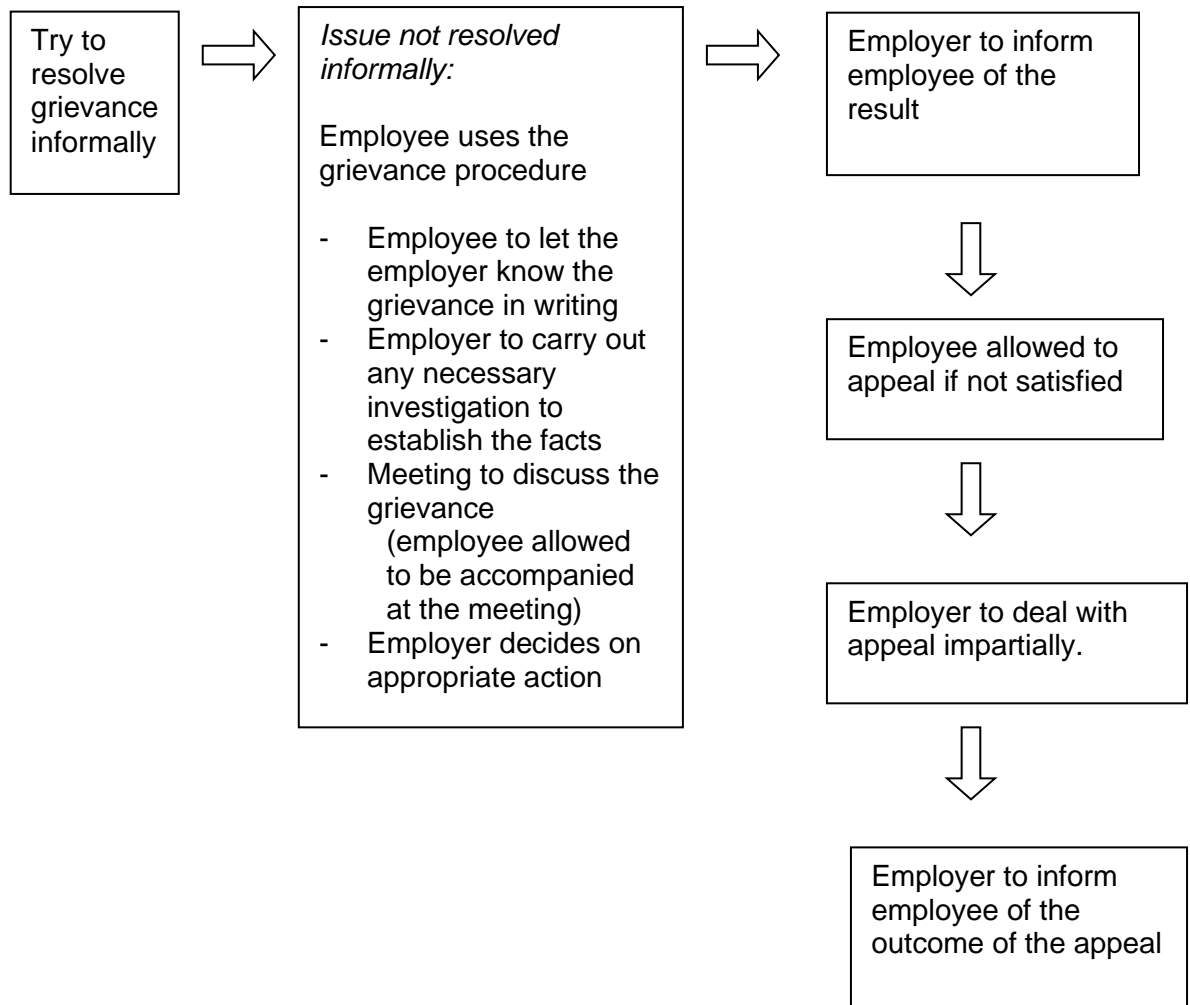 Try to
resolve
grievance
informally
Issue not resolved
informally:
Employee uses the
grievance procedure
- Employee to let the
employer know the
grievance in writing
- Employer to carry out
any necessary
investigation to
establish the facts
- Meeting to discuss the
grievance
(employee allowed
to be accompanied
at the meeting)
- Employer decides on
appropriate action
Employer to inform
employee of the
result
Employee allowed to
appeal if not satisfied
Employer to deal with
appeal impartially.
Employer to inform
employee of the
outcome of the appeal